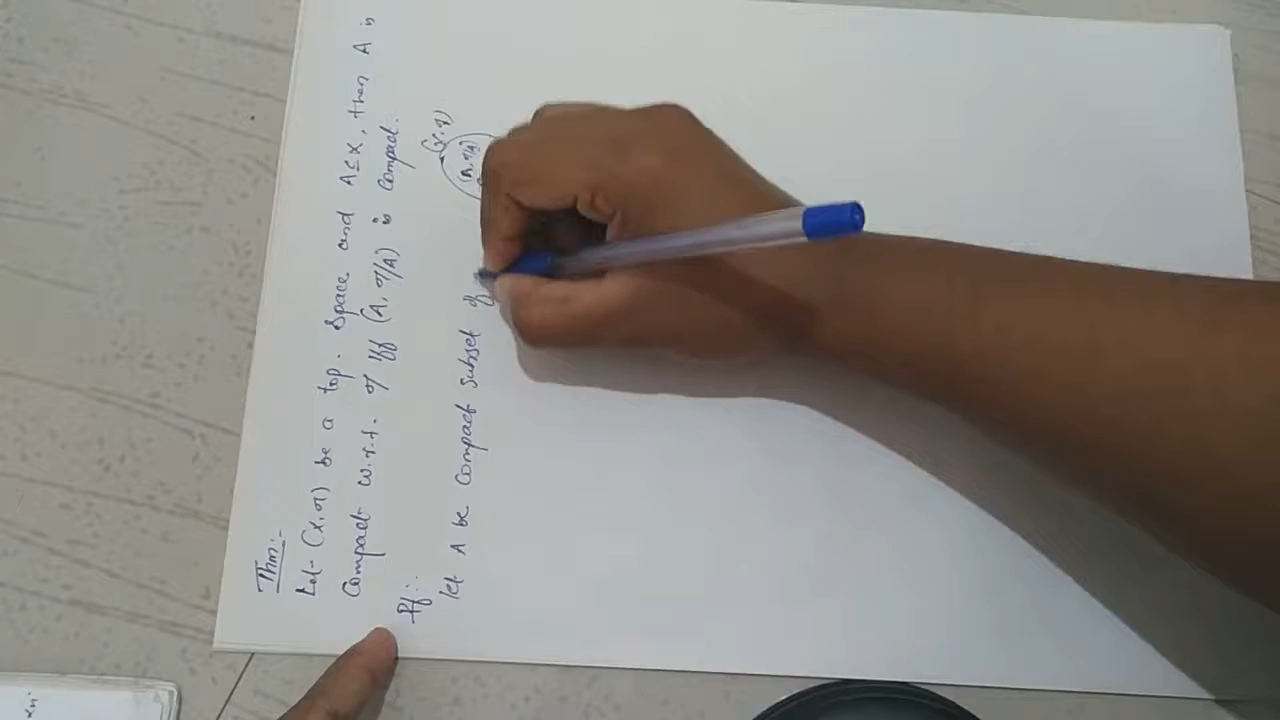 Thm:-
Let (X, τ) be a top. Space and A ⊆ X, then A is
Compact w.r.t. τ iff (A, τ/A) is Compact.
Pf:-
(X, τ)
(A, τ/A)
let A be Compact Subset of